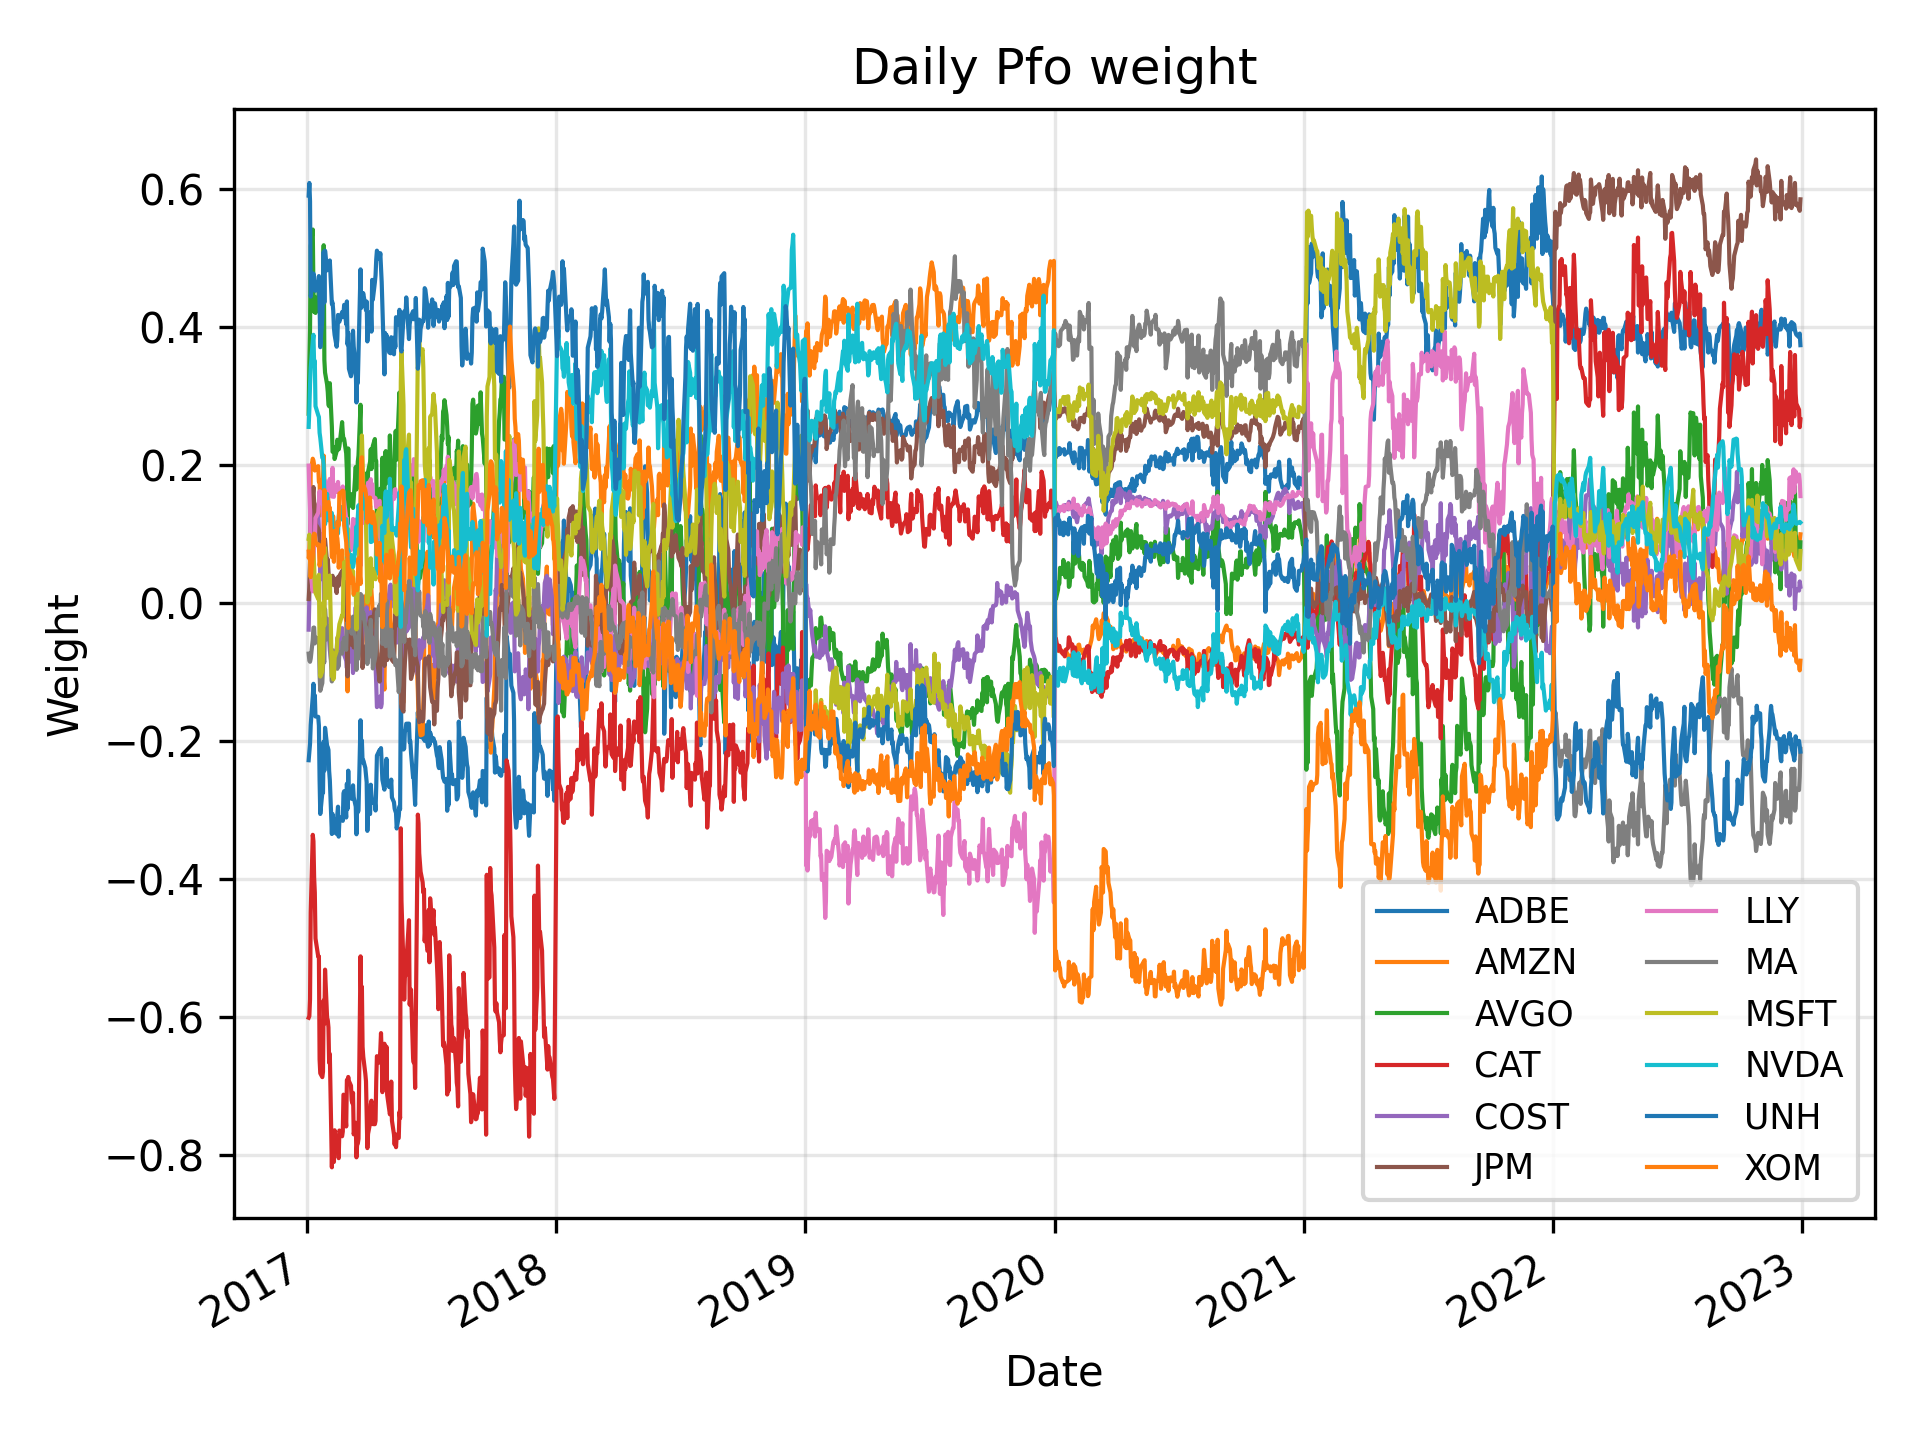 Daily Pfo weight
Weight
0.6
0.4
0.2
0.0
−0.2
−0.4
−0.6
−0.8
ADBE
AMZN
AVGO
CAT
COST
JPM
LLY
MA
MSFT
NVDA
UNH
XOM
2017 2018 2019 2020 2021 2022 2023
Date